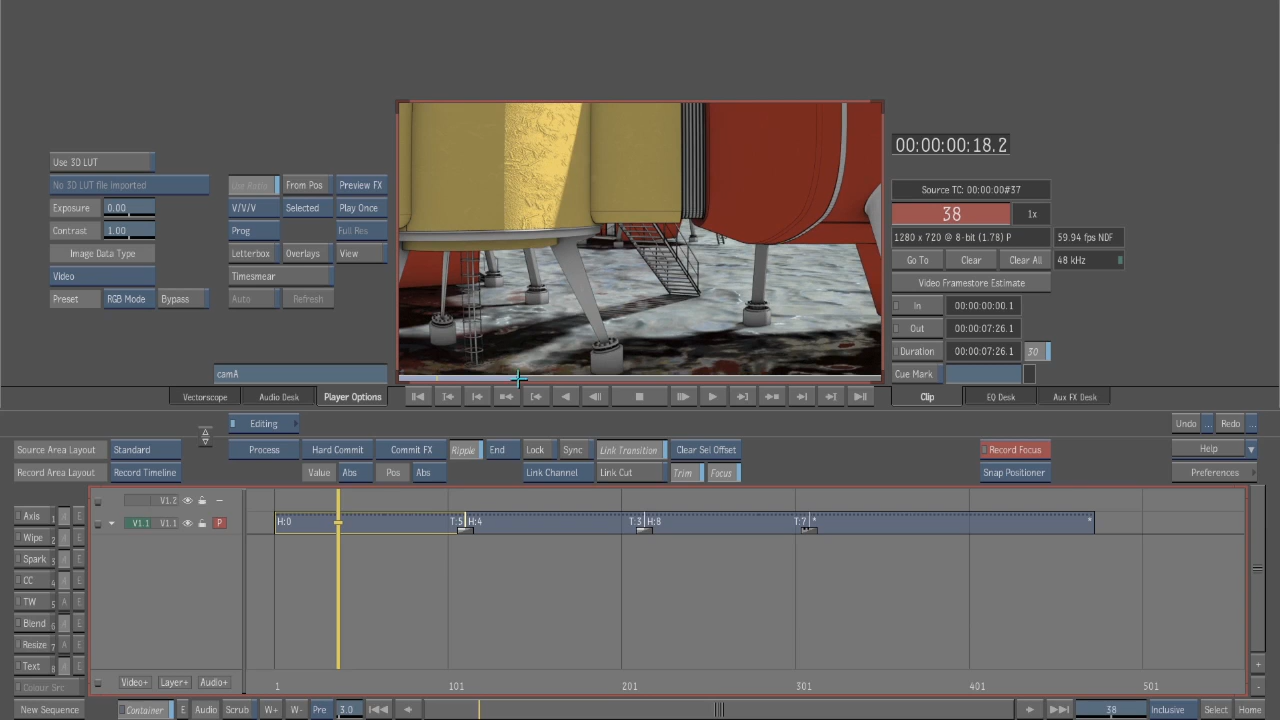 00:00:00:18.2
Use 3D LUT
No 3D LUT file imported
From Pos
Preview FX
Source TC: 00:00:00#37
Exposure 0.00
V/V/V
Selected
Play Once
38
1x
Contrast 1.00
Prog
Full Res
1280 x 720 @ 8-bit (1.78) P
59.94 fps NDF
Image Data Type
Letterbox
Overlays
View
Go To
Clear
Clear All
48 kHz
Video
Timesmear
Video Framestore Estimate
Preset
RGB Mode
Bypass
Auto
Refresh
In 00:00:00:00.1
Out 00:00:07:26.1
Duration 00:00:07:26.1 30
camA
Cue Mark
Vectorscope
Audio Desk
Player Options
Clip
EQ Desk
Aux FX Desk
Editing
Undo ...
Redo ...
Source Area Layout
Standard
Process
Hard Commit
Commit FX
Ripple
End
Lock
Sync
Link Transition
Clear Sel Offset
Record Focus
Help
Record Area Layout
Record Timeline
Value
Abs
Pos
Abs
Link Channel
Link Cut
Trim
Focus
Snap Positioner
Preferences
V1.2
Axis 1 E
V1.1 V1.1 P
H:0
T:5 H:4
T:3 H:8
T:7 *
*
Wipe 2 E
Spark 3 E
CC 4 E
TW 5 A E
Blend 6 E
Resize 7 A E
Text 8 E
Colour Src
Video+
Layer+
Audio+
1
101
201
301
401
501
+
-
New Sequence
Container
E
Audio
Scrub
W+
W-
Pre
3.0
38
Inclusive
Select
Home